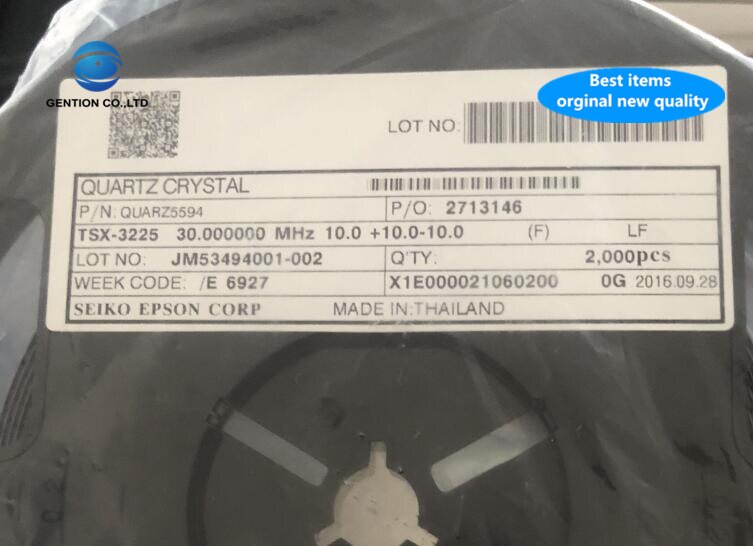 GENTION CO.,LTD
Best items
orginal new quality
LOT NO:
QUARTZ CRYSTAL
P/N: QUARZ5594 P/O: 2713146
TSX-3225 30.000000 MHz 10.0 +10.0-10.0 (F) LF
LOT NO: JM53494001-002 Q'TY: 2,000pcs
WEEK CODE: /E 6927 X1E000021060200 0G 2016.09.28
SEIKO EPSON CORP MADE IN:THAILAND